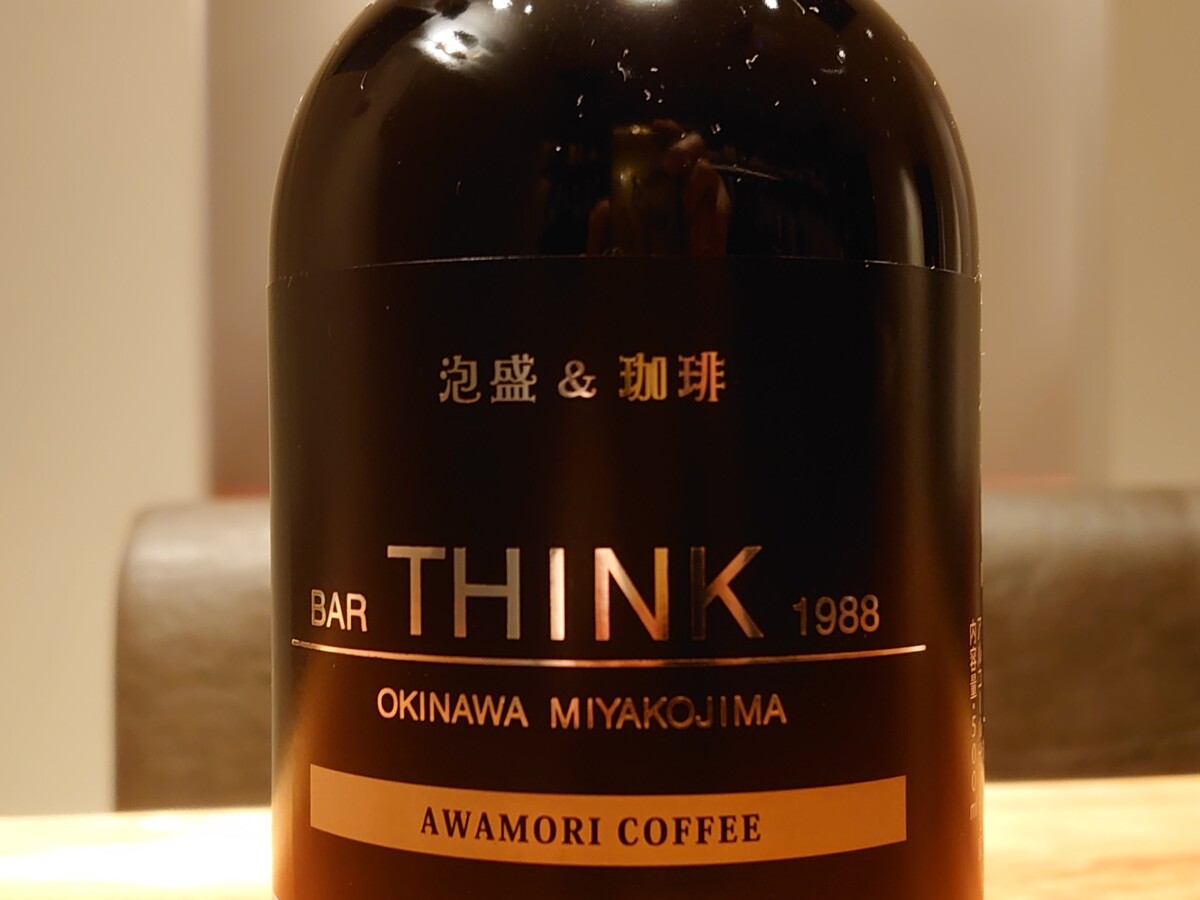 泡盛 & 珈琲
BAR THINK 1988
OKINAWA MIYAKOJIMA
AWAMORI COFFEE